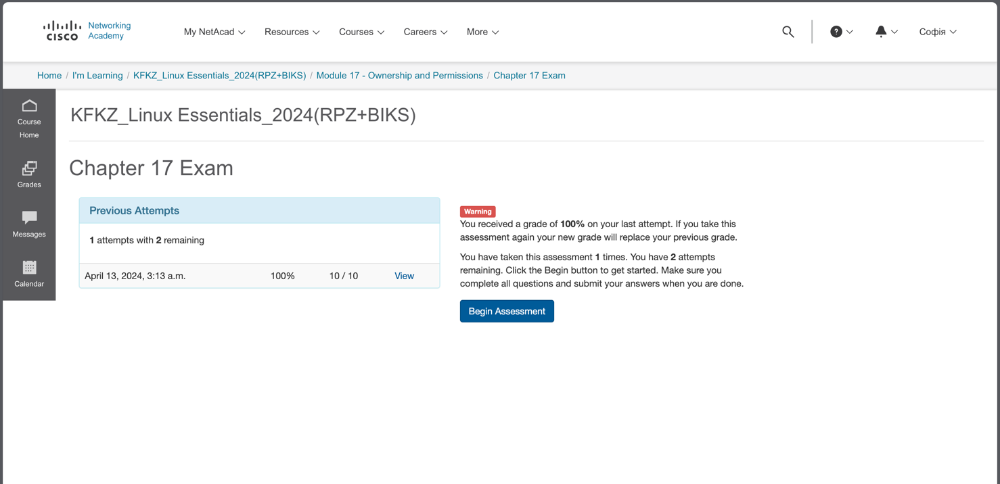 CISCO
Networking
Academy
My NetAcad
Resources
Courses
Careers
More
?
Софія
Home / I'm Learning / KFKZ_Linux Essentials_2024(RPZ+BIKS) / Module 17 - Ownership and Permissions / Chapter 17 Exam
Course
Home
Grades
Messages
Calendar
KFKZ_Linux Essentials_2024(RPZ+BIKS)
Chapter 17 Exam
Previous Attempts
1 attempts with 2 remaining
April 13, 2024, 3:13 a.m. 100% 10 / 10 View
Warning
You received a grade of 100% on your last attempt. If you take this
assessment again your new grade will replace your previous grade.
You have taken this assessment 1 times. You have 2 attempts
remaining. Click the Begin button to get started. Make sure you
complete all questions and submit your answers when you are done.
Begin Assessment